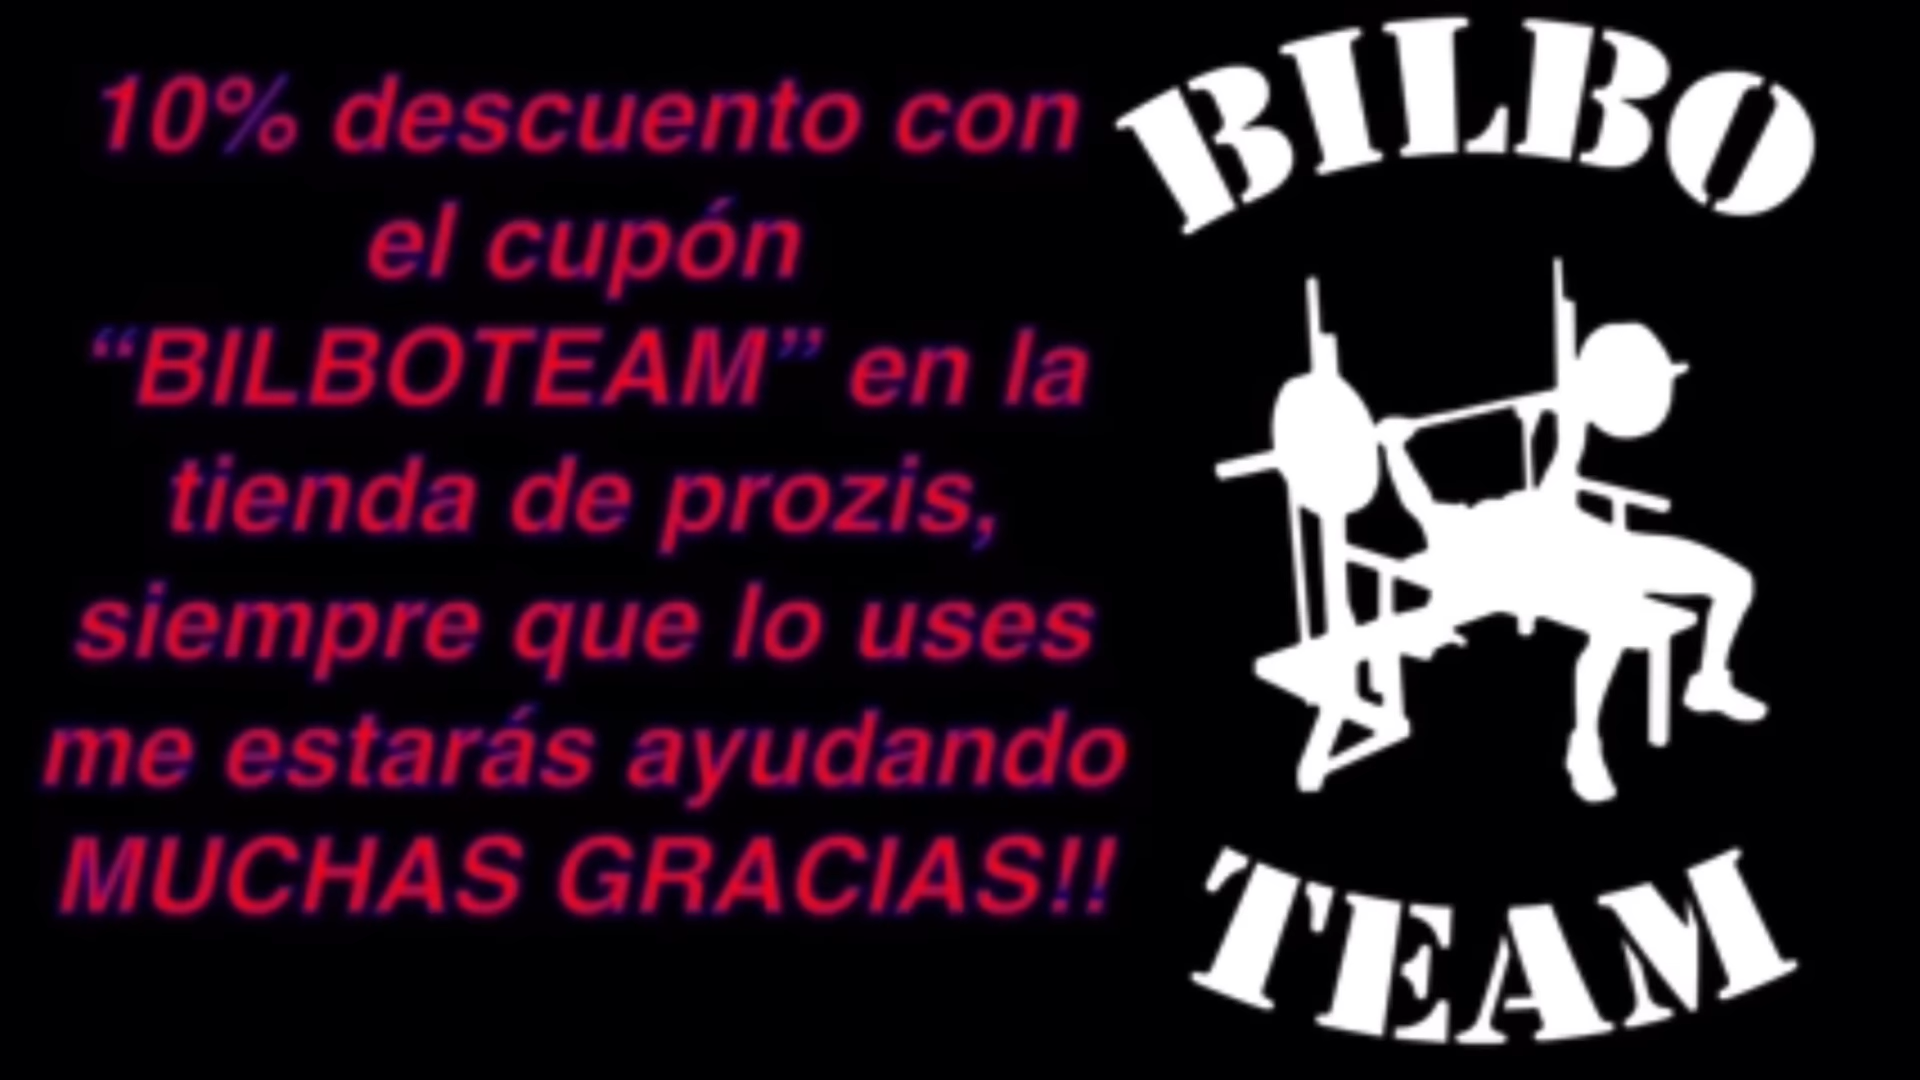 10% descuento con
el cupón
“BILBOTEAM” en la
tienda de prozis,
siempre que lo uses
me estarás ayudando
MUCHAS GRACIAS!!
BILBO
TEAM